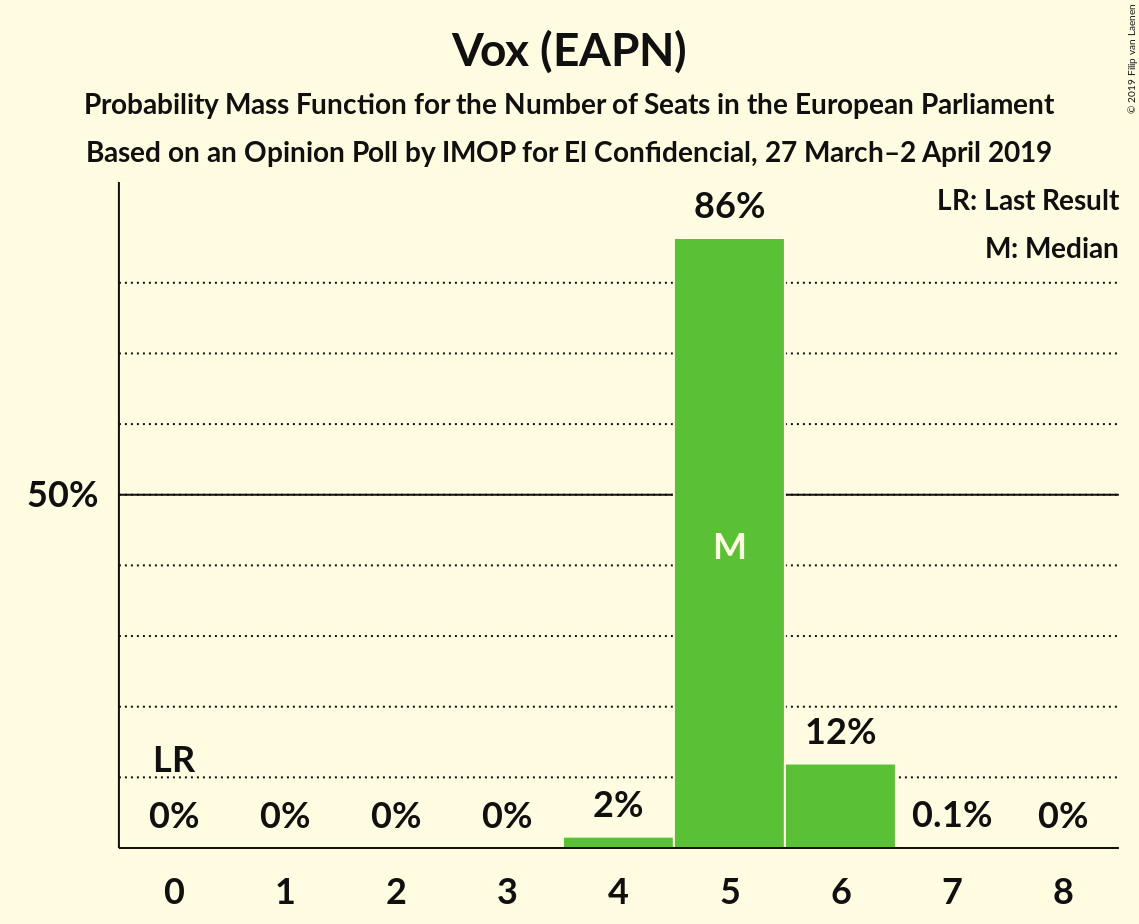 Vox (EAPN)
Probability Mass Function for the Number of Seats in the European Parliament
Based on an Opinion Poll by IMOP for El Confidencial, 27 March–2 April 2019
© 2019 Filip van Laenen
LR: Last Result
M: Median
86%
50%
M
12%
LR
2%
0%
0%
0%
0%
0.1%
0%
0
1
2
3
4
5
6
7
8